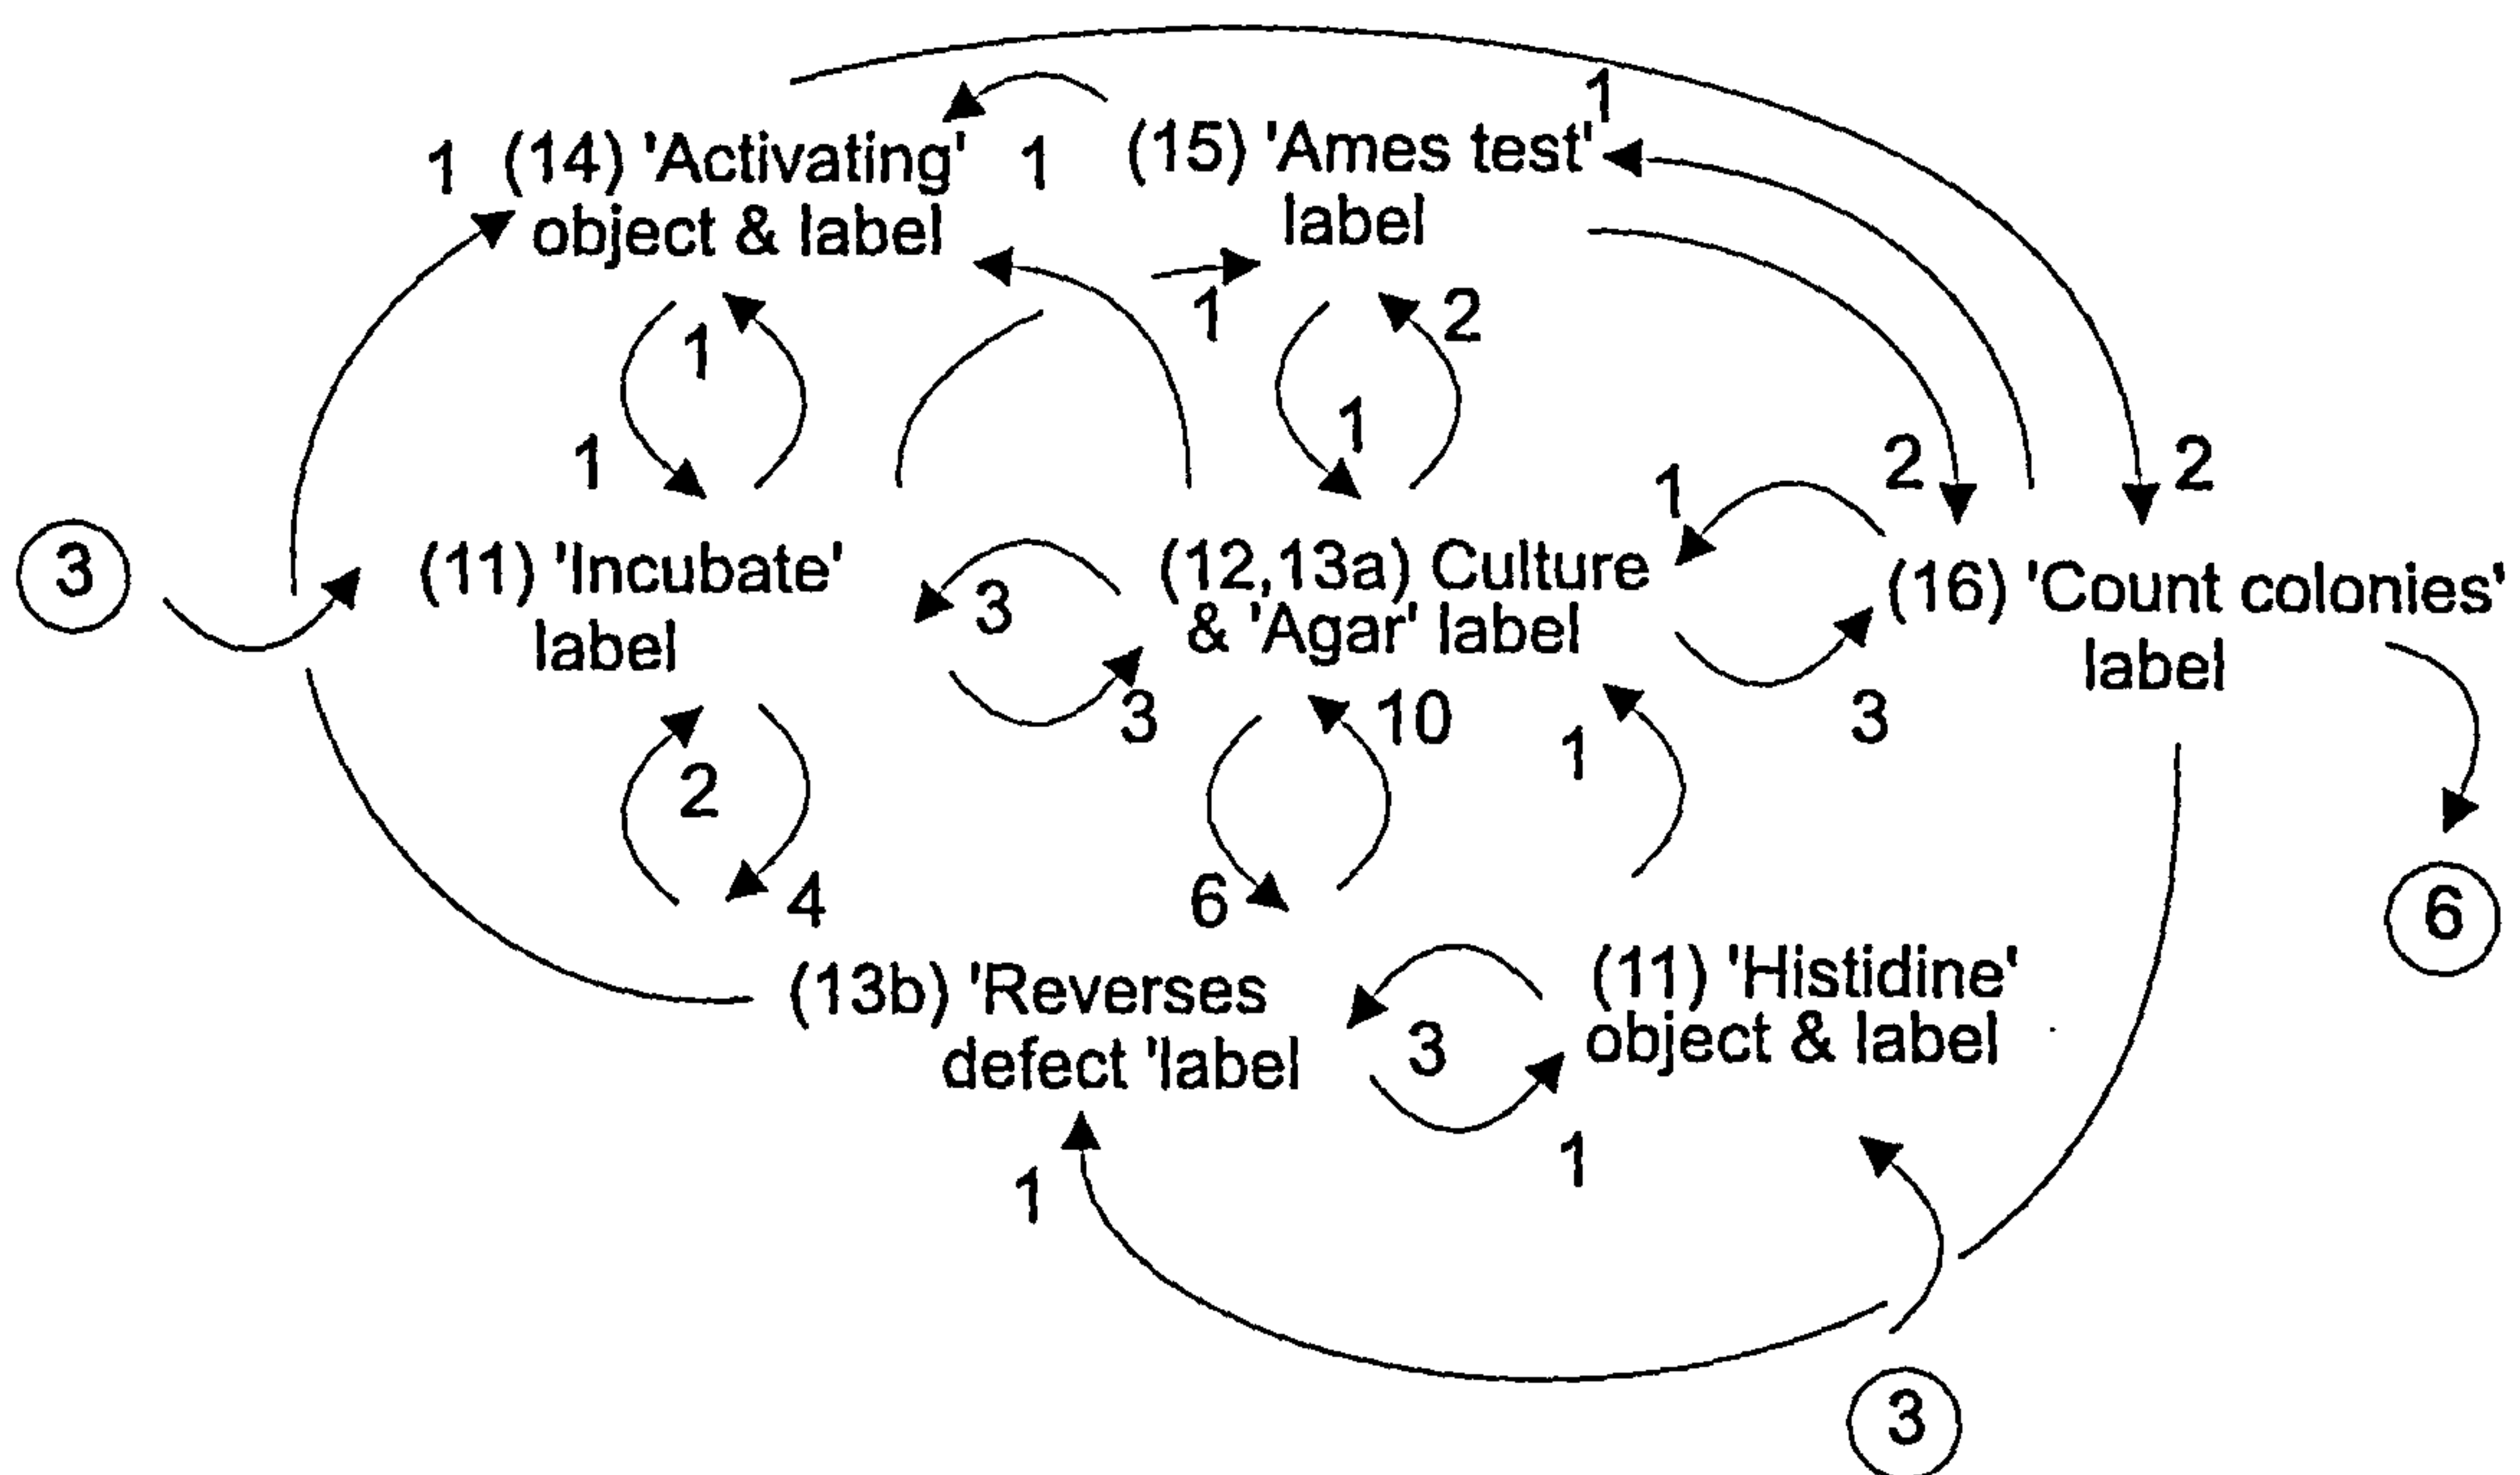 1
1 (14) 'Activating' 1 (15) 'Ames test'
object & label label
1 2
1
1
1 2 1 2
3 (11) 'Incubate' (12,13a) Culture (16) 'Count colonies'
label 3 & 'Agar' label label
3 10 1 3
2
4 6 6
(13b) 'Reverses (11) 'Histidine'
defect 'label 3 object & label
1 1
3